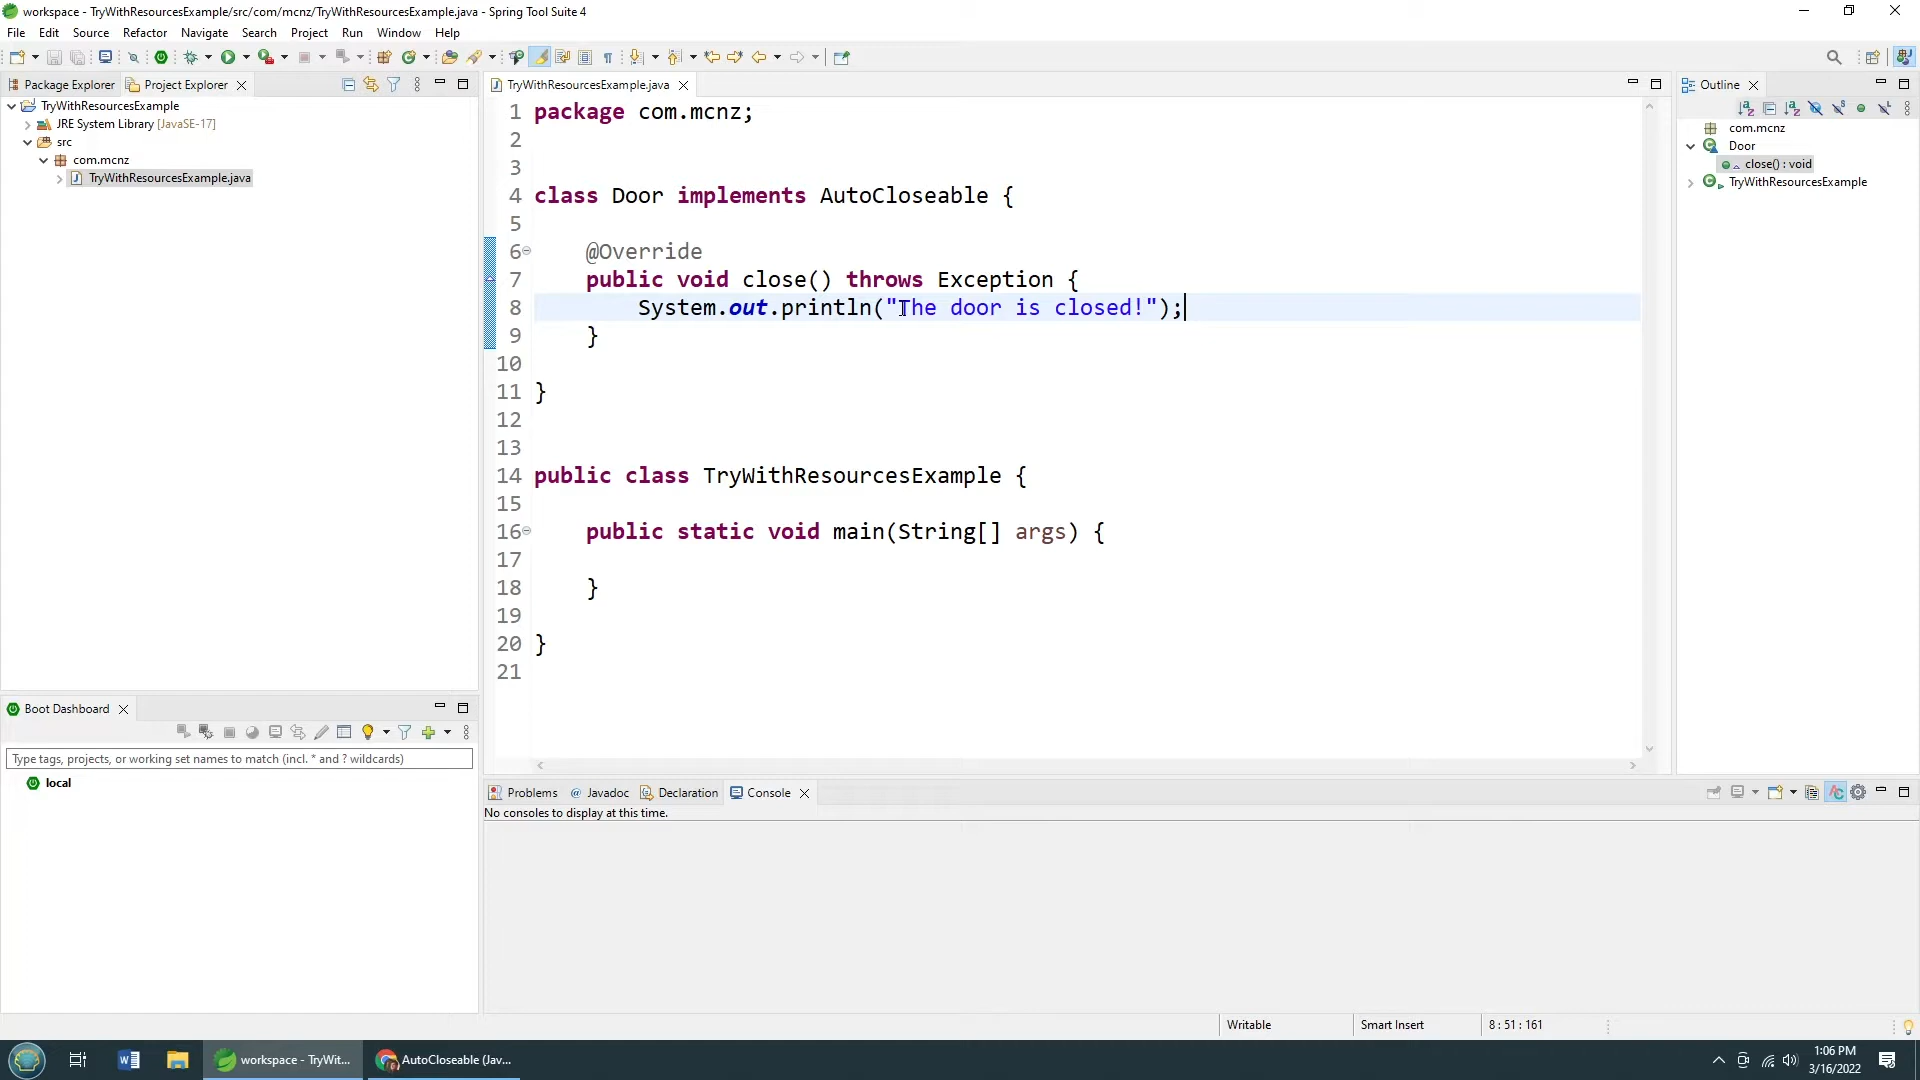 workspace - TryWithResourcesExample/src/com/mcnz/TryWithResourcesExample.java - Spring Tool Suite 4
File Edit Source Refactor Navigate Search Project Run Window Help
Package Explorer Project Explorer
TryWithResourcesExample
JRE System Library [JavaSE-17]
src
com.mcnz
TryWithResourcesExample.java
TryWithResourcesExample.java
1 package com.mcnz;
2
3
4 class Door implements AutoCloseable {
5
6 @Override
7 public void close() throws Exception {
8 System.out.println("The door is closed!");
9 }
10
11 }
12
13
14 public class TryWithResourcesExample {
15
16 public static void main(String[] args) {
17
18 }
19
20 }
21
Outline
com.mcnz
Door
close() : void
TryWithResourcesExample
Boot Dashboard
Type tags, projects, or working set names to match (incl. * and ? wildcards)
local
Problems @ Javadoc Declaration Console
No consoles to display at this time.
Writable Smart Insert 8 : 51 : 161
workspace - TryWit... AutoCloseable (Jav...
1:06 PM
3/16/2022